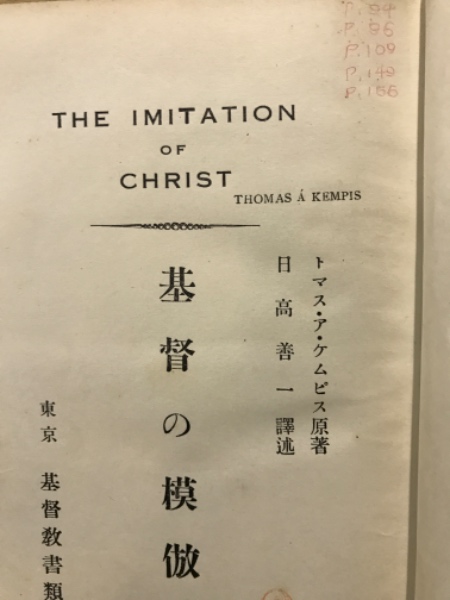 P. 94
P. 96
P. 109
P. 149
P. 156
THE IMITATION
OF
CHRIST
THOMAS Á KEMPIS
トマス・ア・ケムピス原著
日高善一譯述
基督の模倣
東京 基督教書類